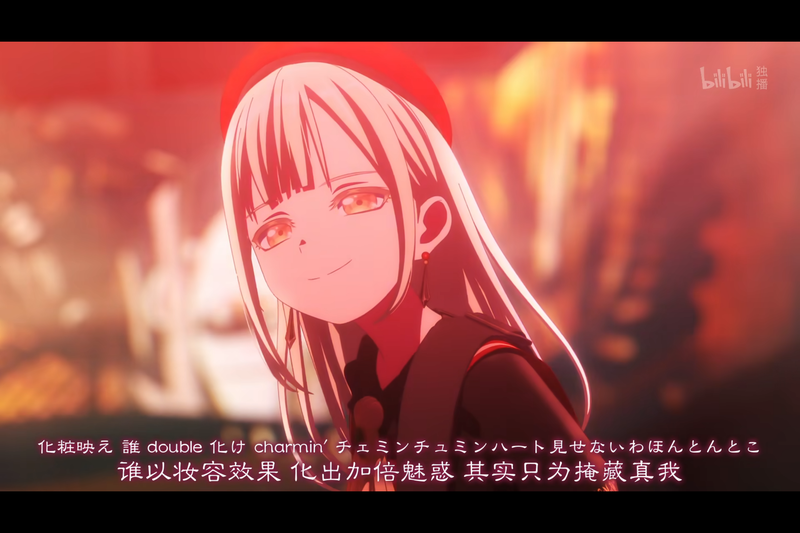 bilibili 独播
化粧映え 誰 double 化け charmin' チェミンチュミンハート見せないわほんとんとこ
谁以妆容效果 化出加倍魅惑 其实只为掩藏真我